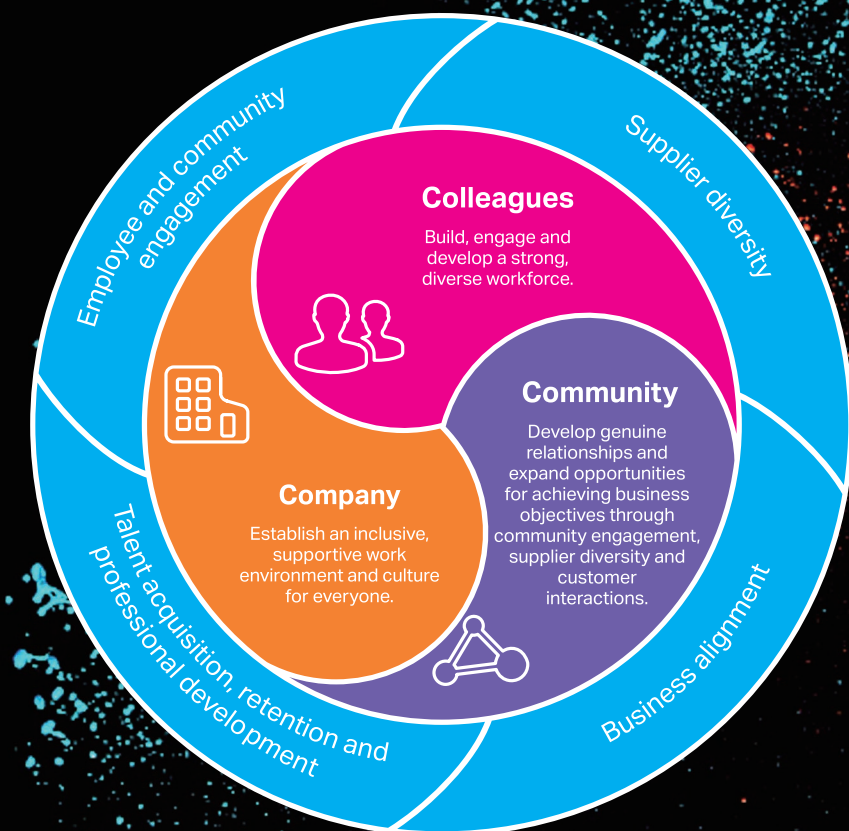 Employee and community
engagement
Supplier diversity
Colleagues
Build, engage and
develop a strong,
diverse workforce.
Community
Develop genuine
relationships and
expand opportunities
for achieving business
objectives through
community engagement,
supplier diversity and
customer
interactions.
Company
Establish an inclusive,
supportive work
environment and culture
for everyone.
Talent acquisition, retention and
professional development
Business alignment